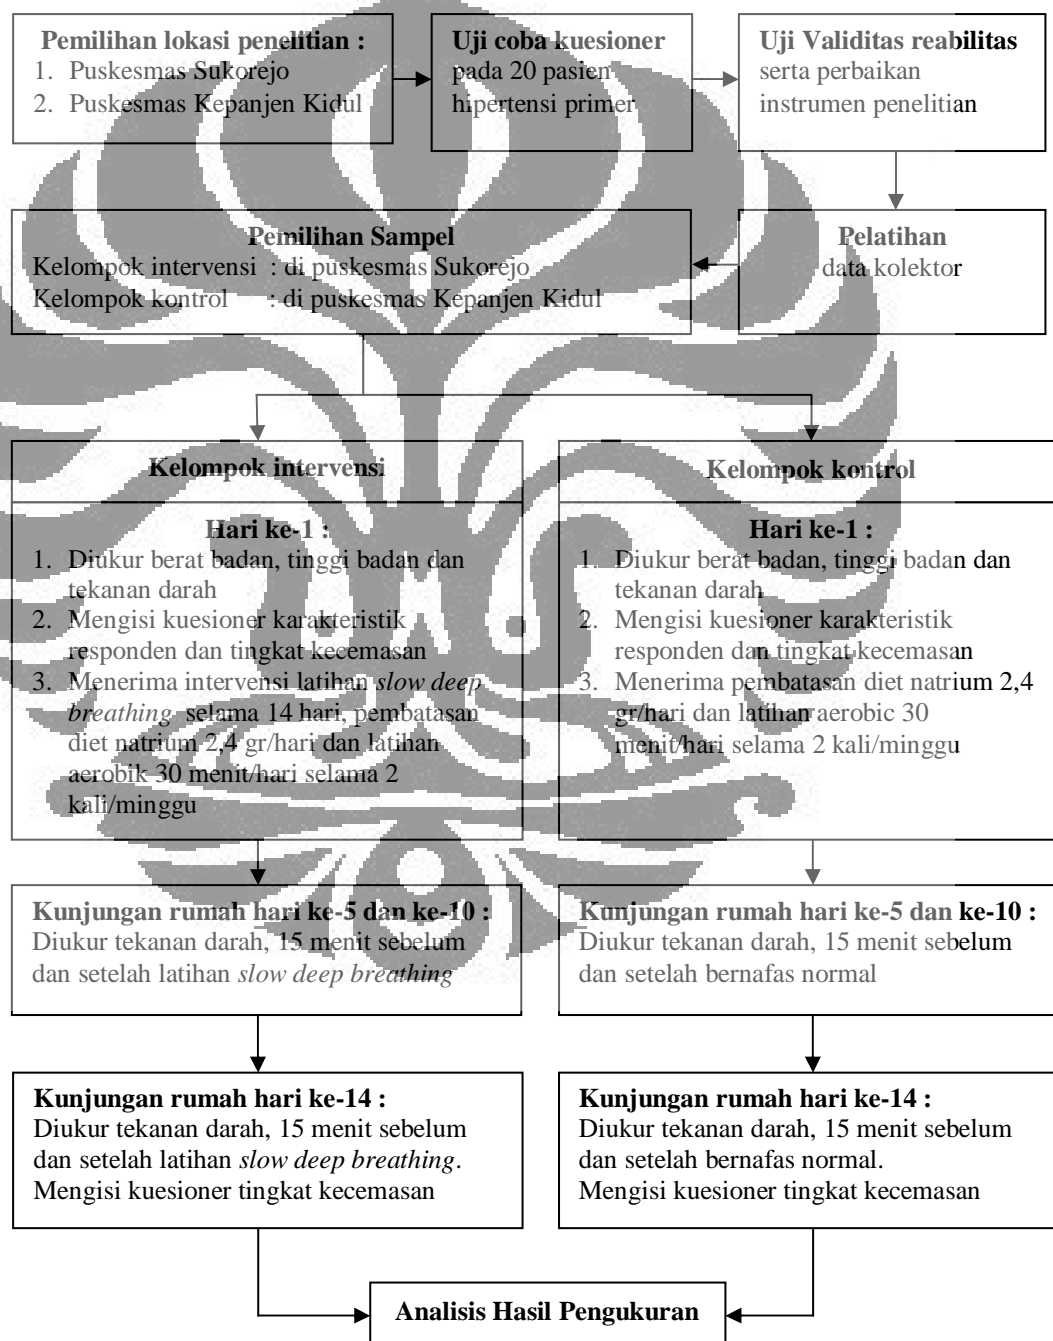 Pemilihan lokasi penelitian :
1. Puskesmas Sukorejo
2. Puskesmas Kepanjen Kidul
Uji coba kuesioner
pada 20 pasien
hipertensi primer
Uji Validitas reabilitas
serta perbaikan
instrumen penelitian
Pelatihan
data kolektor
Pemilihan Sampel
Kelompok intervensi : di puskesmas Sukorejo
Kelompok kontrol : di puskesmas Kepanjen Kidul
Kelompok intervensi
Hari ke-1 :
1. Diukur berat badan, tinggi badan dan
tekanan darah
2. Mengisi kuesioner karakteristik
responden dan tingkat kecemasan
3. Menerima intervensi latihan slow deep
breathing selama 14 hari, pembatasan
diet natrium 2,4 gr/hari dan latihan
aerobik 30 menit/hari selama 2
kali/minggu
Kelompok kontrol
Hari ke-1 :
1. Diukur berat badan, tinggi badan dan
tekanan darah
2. Mengisi kuesioner karakteristik
responden dan tingkat kecemasan
3. Menerima pembatasan diet natrium 2,4
gr/hari dan latihan aerobic 30
menit/hari selama 2 kali/minggu
Kunjungan rumah hari ke-5 dan ke-10 :
Diukur tekanan darah, 15 menit sebelum
dan setelah latihan slow deep breathing
Kunjungan rumah hari ke-5 dan ke-10 :
Diukur tekanan darah, 15 menit sebelum
dan setelah bernafas normal
Kunjungan rumah hari ke-14 :
Diukur tekanan darah, 15 menit sebelum
dan setelah latihan slow deep breathing.
Mengisi kuesioner tingkat kecemasan
Kunjungan rumah hari ke-14 :
Diukur tekanan darah, 15 menit sebelum
dan setelah bernafas normal.
Mengisi kuesioner tingkat kecemasan
Analisis Hasil Pengukuran